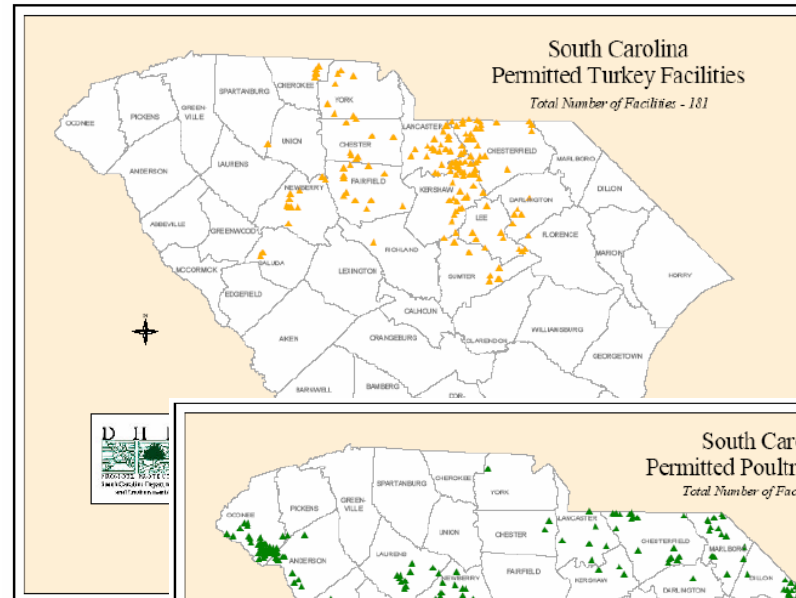 South Carolina
Permitted Turkey Facilities
Total Number of Facilities - 181
CHEROKEE
SPARTANBURG
YORK
GREEN-
VILLE
PICKENS
OCONEE
LANCASTER
UNION
CHESTER
CHESTERFIELD
MARLBORO
LAURENS
ANDERSON
FAIRFIELD
NEWBERRY
KERSHAW
DILLON
DARLINGTON
LEE
ABBEVILLE
GREENWOOD
FLORENCE
MARION
RICHLAND
SALUDA
MCCORMICK
LEXINGTON
SUMTER
HORRY
EDGEFIELD
CALHOUN
AIKEN
ORANGEBURG
CLARENDON
WILLIAMSBURG
GEORGETOWN
BARNWELL
BAMBERG
DOR-
N
D H
South Car
Permitted Poultr
Total Number of Fac
CHEROKEE
SPARTANBURG
YORK
GREEN-
VILLE
PICKENS
OCONEE
LANCASTER
UNION
CHESTER
CHESTERFIELD
MARLBORO
LAURENS
ANDERSON
FAIRFIELD
NEWBERRY
KERSHAW
DILLON
DARLINGTON